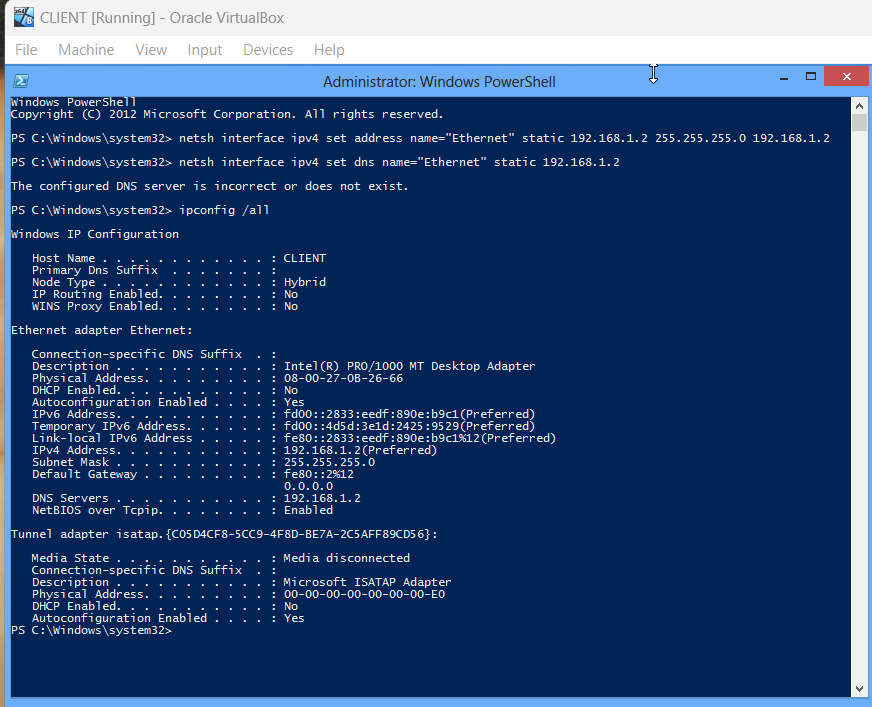 CLIENT [Running] - Oracle VirtualBox
File Machine View Input Devices Help
Administrator: Windows PowerShell
Windows PowerShell
Copyright (C) 2012 Microsoft Corporation. All rights reserved.
PS C:\Windows\system32> netsh interface ipv4 set address name="Ethernet" static 192.168.1.2 255.255.255.0 192.168.1.2
PS C:\Windows\system32> netsh interface ipv4 set dns name="Ethernet" static 192.168.1.2
The configured DNS server is incorrect or does not exist.
PS C:\Windows\system32> ipconfig /all
Windows IP Configuration
   Host Name . . . . . . . . . . . . : CLIENT
   Primary Dns Suffix  . . . . . . . :
   Node Type . . . . . . . . . . . . : Hybrid
   IP Routing Enabled. . . . . . . . : No
   WINS Proxy Enabled. . . . . . . . : No
Ethernet adapter Ethernet:
   Connection-specific DNS Suffix  . :
   Description . . . . . . . . . . . : Intel(R) PRO/1000 MT Desktop Adapter
   Physical Address. . . . . . . . . : 08-00-27-0B-26-66
   DHCP Enabled. . . . . . . . . . . : No
   Autoconfiguration Enabled . . . . : Yes
   IPv6 Address. . . . . . . . . . . : fd00::2833:eedf:890e:b9c1(Preferred)
   Temporary IPv6 Address. . . . . . : fd00::4d5d:3e1d:2425:9529(Preferred)
   Link-local IPv6 Address . . . . . : fe80::2833:eedf:890e:b9c1%12(Preferred)
   IPv4 Address. . . . . . . . . . . : 192.168.1.2(Preferred)
   Subnet Mask . . . . . . . . . . . : 255.255.255.0
   Default Gateway . . . . . . . . . : fe80::2%12
                                       0.0.0.0
   DNS Servers . . . . . . . . . . . : 192.168.1.2
   NetBIOS over Tcpip. . . . . . . . : Enabled
Tunnel adapter isatap.{C05D4CF8-5CC9-4F8D-BE7A-2C5AFF89CD56}:
   Media State . . . . . . . . . . . : Media disconnected
   Connection-specific DNS Suffix  . :
   Description . . . . . . . . . . . : Microsoft ISATAP Adapter
   Physical Address. . . . . . . . . : 00-00-00-00-00-00-00-E0
   DHCP Enabled. . . . . . . . . . . : No
   Autoconfiguration Enabled . . . . : Yes
PS C:\Windows\system32>